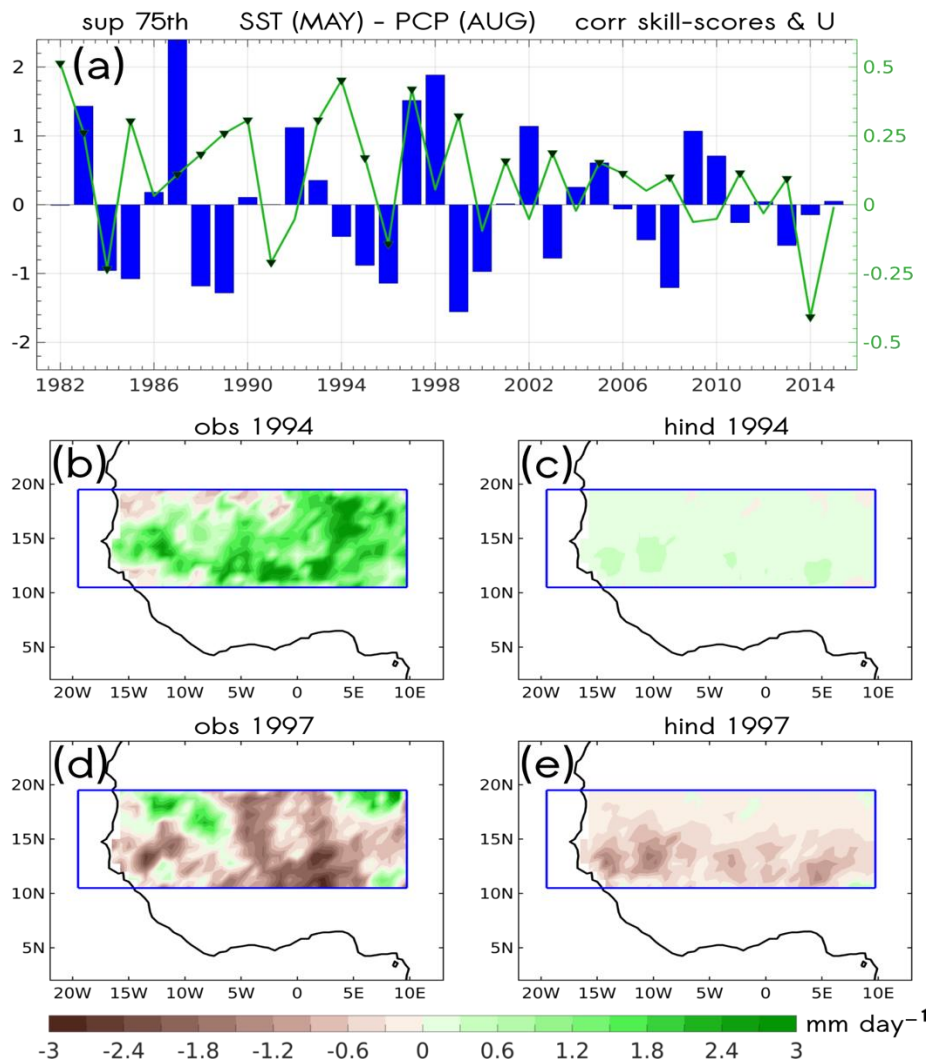 sup 75th SST (MAY) - PCP (AUG) corr skill-scores & U
(a)
2 0.5
1 0.25
0 0
-1 -0.25
-2 -0.5
1982 1986 1990 1994 1998 2002 2006 2010 2014
obs 1994 hind 1994
(b) (c)
20N 20N
15N 15N
10N 10N
5N 5N
20W 15W 10W 5W 0 5E 10E 20W 15W 10W 5W 0 5E 10E
obs 1997 hind 1997
(d) (e)
20N 20N
15N 15N
10N 10N
5N 5N
20W 15W 10W 5W 0 5E 10E 20W 15W 10W 5W 0 5E 10E
mm day⁻¹
-3 -2.4 -1.8 -1.2 -0.6 0 0.6 1.2 1.8 2.4 3